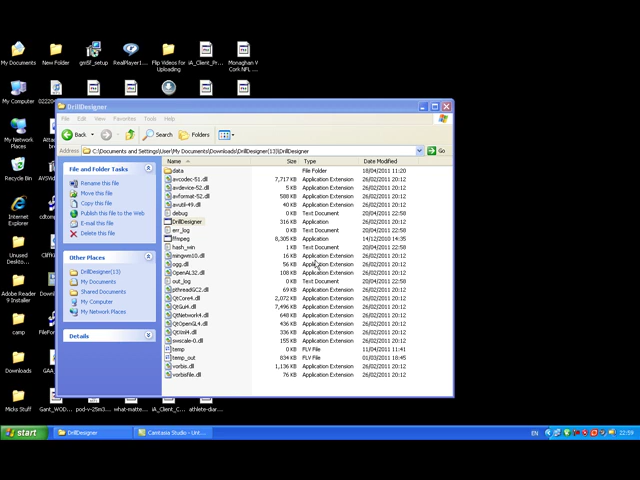 My Documents
New Folder
gm5f_setup
RealPlayer1...
Flip Videos for Uploading
iA_Client_Pr...
Monaghan V Cork NFL ...
My Computer
My Network Places
Recycle Bin
Internet Explorer
Unused Deskto...
Adobe Reader 9 Installer
camp
Downloads
GAA_
Micks Stuff
Gant_WOD...
pod-v-25m3...
what-matte...
iA_Client_C...
athlete-diar...
DrillDesigner
File Edit View Favorites Tools Help
Back Search Folders
Address C:\Documents and Settings\User\My Documents\Downloads\DrillDesigner(13)\DrillDesigner Go
File and Folder Tasks
Rename this file
Move this file
Copy this file
Publish this file to the Web
E-mail this file
Delete this file
Other Places
DrillDesigner(13)
My Documents
Shared Documents
My Computer
My Network Places
Details
Name Size Type Date Modified
data File Folder 18/04/2011 11:20
avcodec-51.dll 7,717 KB Application Extension 26/02/2011 20:12
avdevice-52.dll 5 KB Application Extension 26/02/2011 20:12
avformat-52.dll 588 KB Application Extension 26/02/2011 20:12
avutil-49.dll 40 KB Application Extension 26/02/2011 20:12
debug 0 KB Text Document 20/04/2011 22:58
DrillDesigner 316 KB Application 26/02/2011 20:12
err_log 0 KB Text Document 20/04/2011 22:58
ffmpeg 8,305 KB Application 14/12/2010 14:35
hash_win 1 KB Text Document 20/04/2011 22:58
mingwm10.dll 16 KB Application Extension 26/02/2011 20:12
ogg.dll 56 KB Application Extension 26/02/2011 20:12
OpenAL32.dll 108 KB Application Extension 26/02/2011 20:12
out_log 0 KB Text Document 20/04/2011 22:58
pthreadGC2.dll 69 KB Application Extension 26/02/2011 20:12
QtCore4.dll 2,072 KB Application Extension 26/02/2011 20:12
QtGui4.dll 7,496 KB Application Extension 26/02/2011 20:12
QtNetwork4.dll 648 KB Application Extension 26/02/2011 20:12
QtOpenGL4.dll 436 KB Application Extension 26/02/2011 20:12
QtXml4.dll 336 KB Application Extension 26/02/2011 20:12
swscale-0.dll 155 KB Application Extension 26/02/2011 20:12
temp 0 KB FLV File 11/04/2011 11:41
temp_out 834 KB FLV File 01/03/2011 18:45
vorbis.dll 1,136 KB Application Extension 26/02/2011 20:12
vorbisfile.dll 76 KB Application Extension 26/02/2011 20:12
start
DrillDesigner
Camtasia Studio - Unt...
EN
22:59